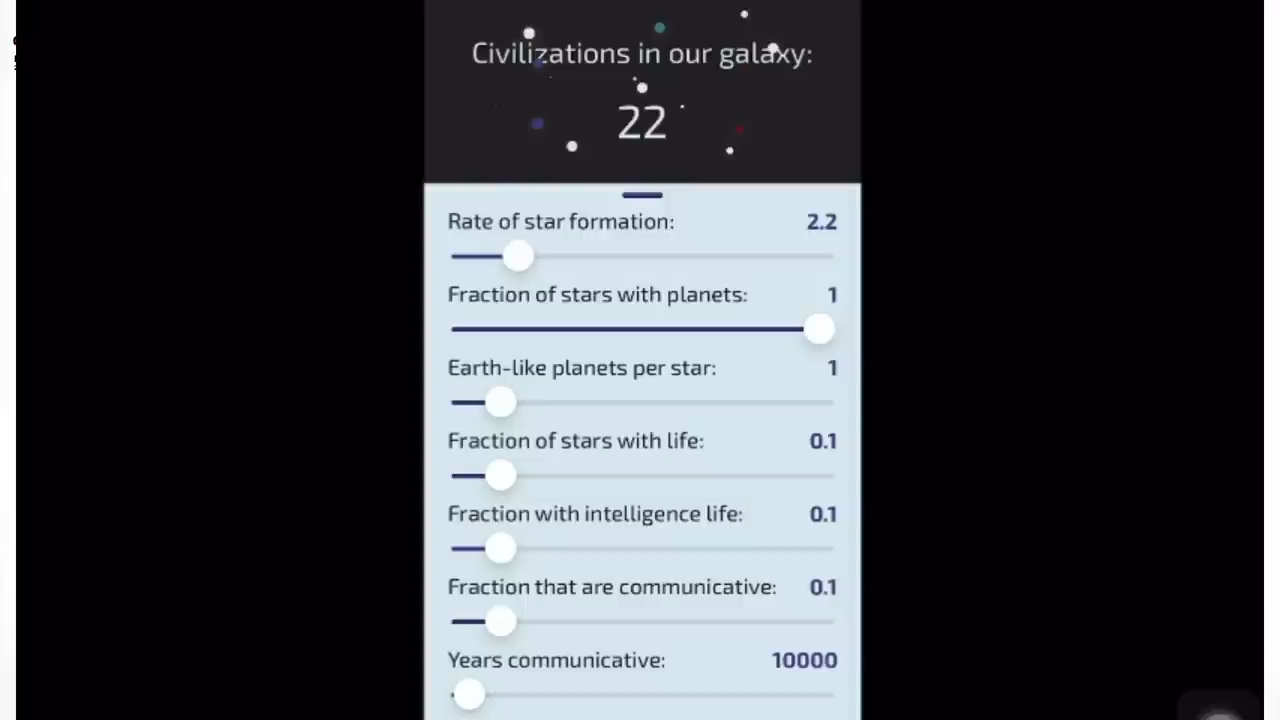 Civilizations in our galaxy:
22
Rate of star formation: 2.2
Fraction of stars with planets: 1
Earth-like planets per star: 1
Fraction of stars with life: 0.1
Fraction with intelligence life: 0.1
Fraction that are communicative: 0.1
Years communicative: 10000